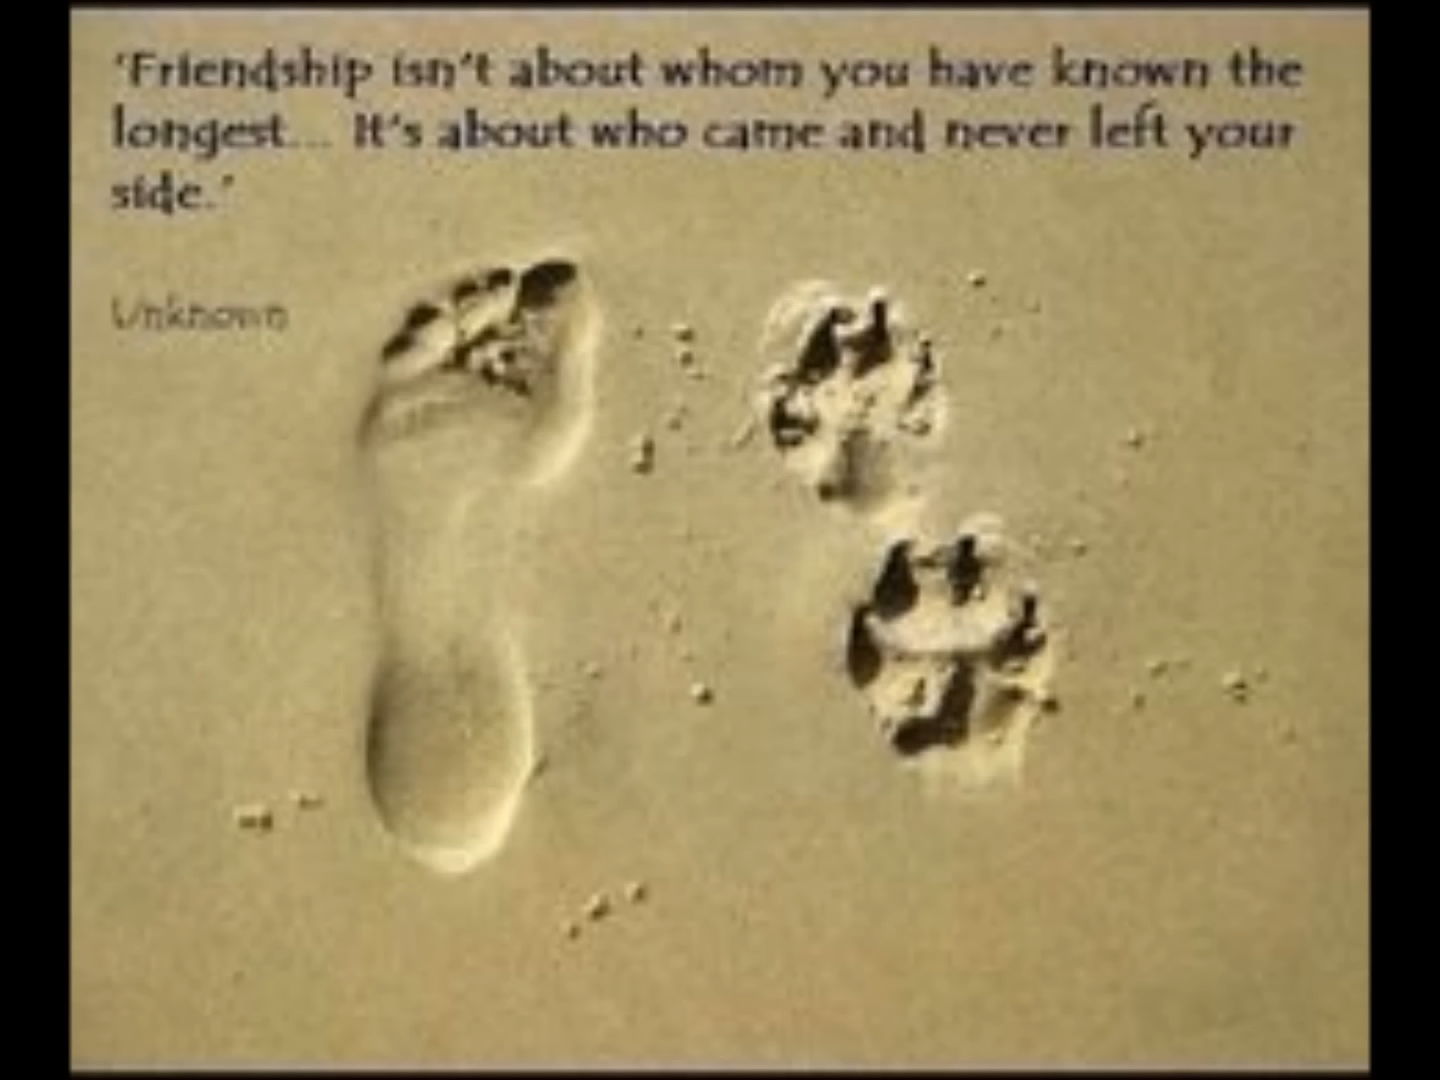 'Friendship isn't about whom you have known the
longest... It's about who came and never left your
side.'
Unknown